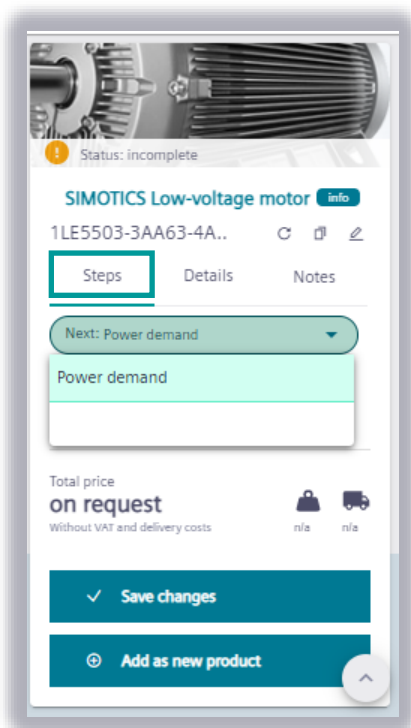 Status: incomplete
SIMOTICS Low-voltage motor info
1LE5503-3AA63-4A..
Steps Details Notes
Next: Power demand
Power demand
Total price
on request
Without VAT and delivery costs
n/a n/a
Save changes
Add as new product